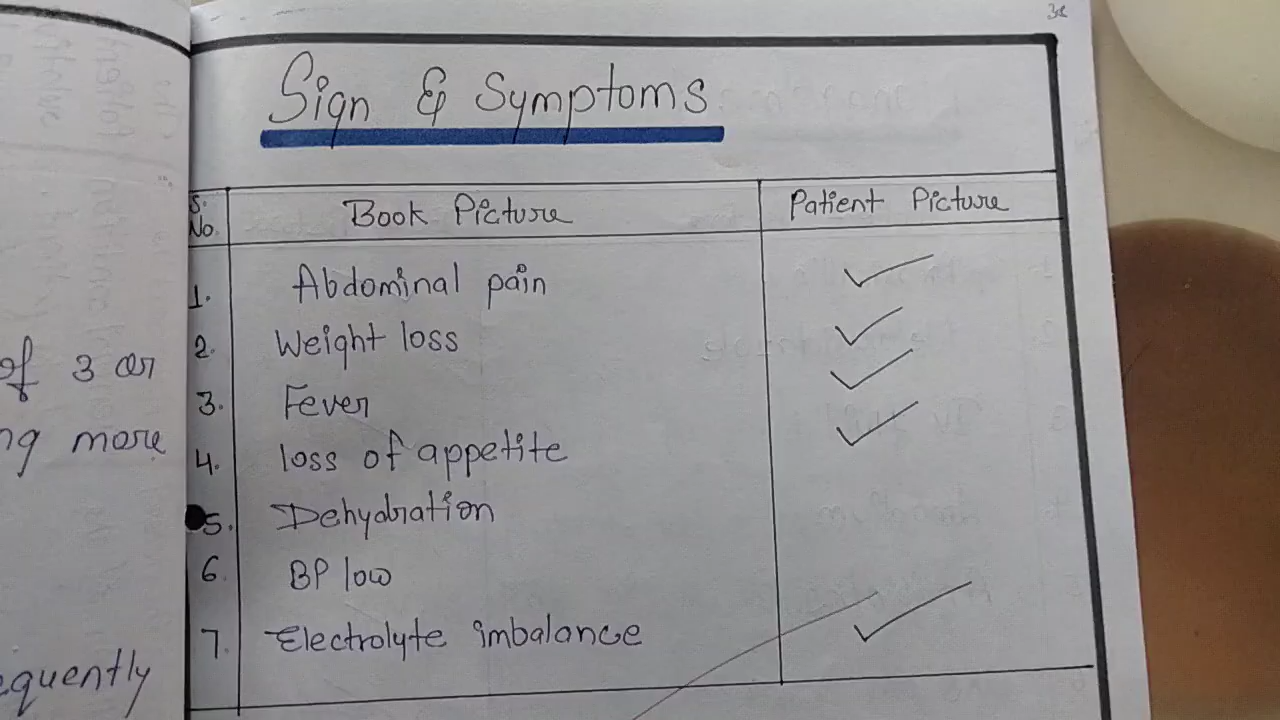 Sign & Symptoms
S. No. Book Picture Patient Picture
1. Abdominal pain ✓
2. Weight loss ✓
3. Fever ✓
4. loss of appetite ✓
5. Dehydration
6. BP low
7. Electrolyte imbalance ✓
of 3 or
more
equently